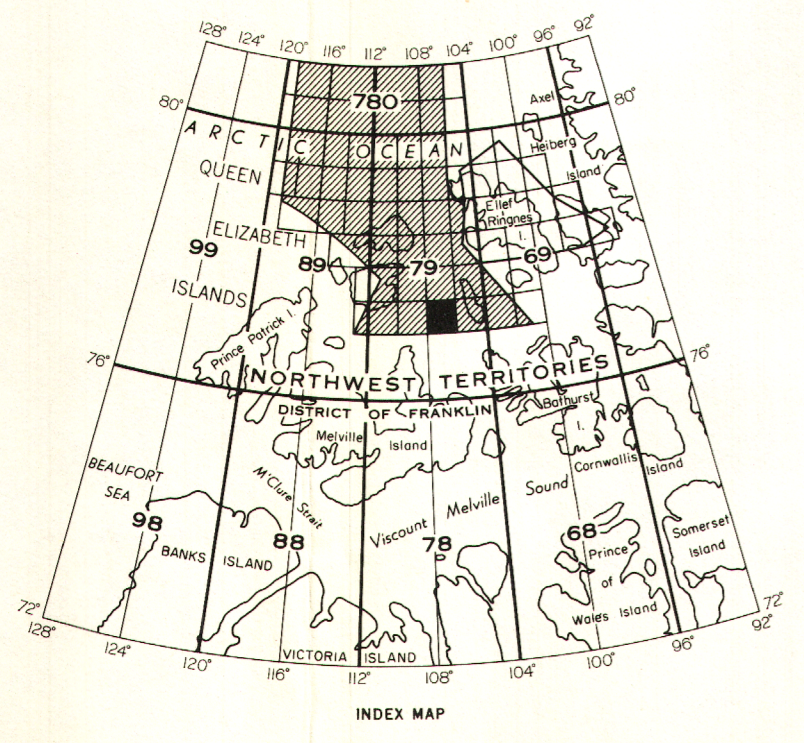 128° 124° 120° 116° 112° 108° 104° 100° 96° 92°
780
80° 80°
Axel
Heiberg
Island
ARCTIC OCEAN
QUEEN
ELIZABETH
ISLANDS
Ellef
Ringnes
I.
99 89 79 69
Prince Patrick I.
76° 76°
NORTHWEST TERRITORIES
DISTRICT OF FRANKLIN
Bathurst
I.
Melville Island
Cornwallis Island
BEAUFORT
SEA
M'Clure Strait
Viscount Melville Sound
98 88 78 68
BANKS ISLAND
Prince
of
Wales Island
Somerset
Island
VICTORIA ISLAND
72° 72°
128° 124° 120° 116° 112° 108° 104° 100° 96° 92°
INDEX MAP